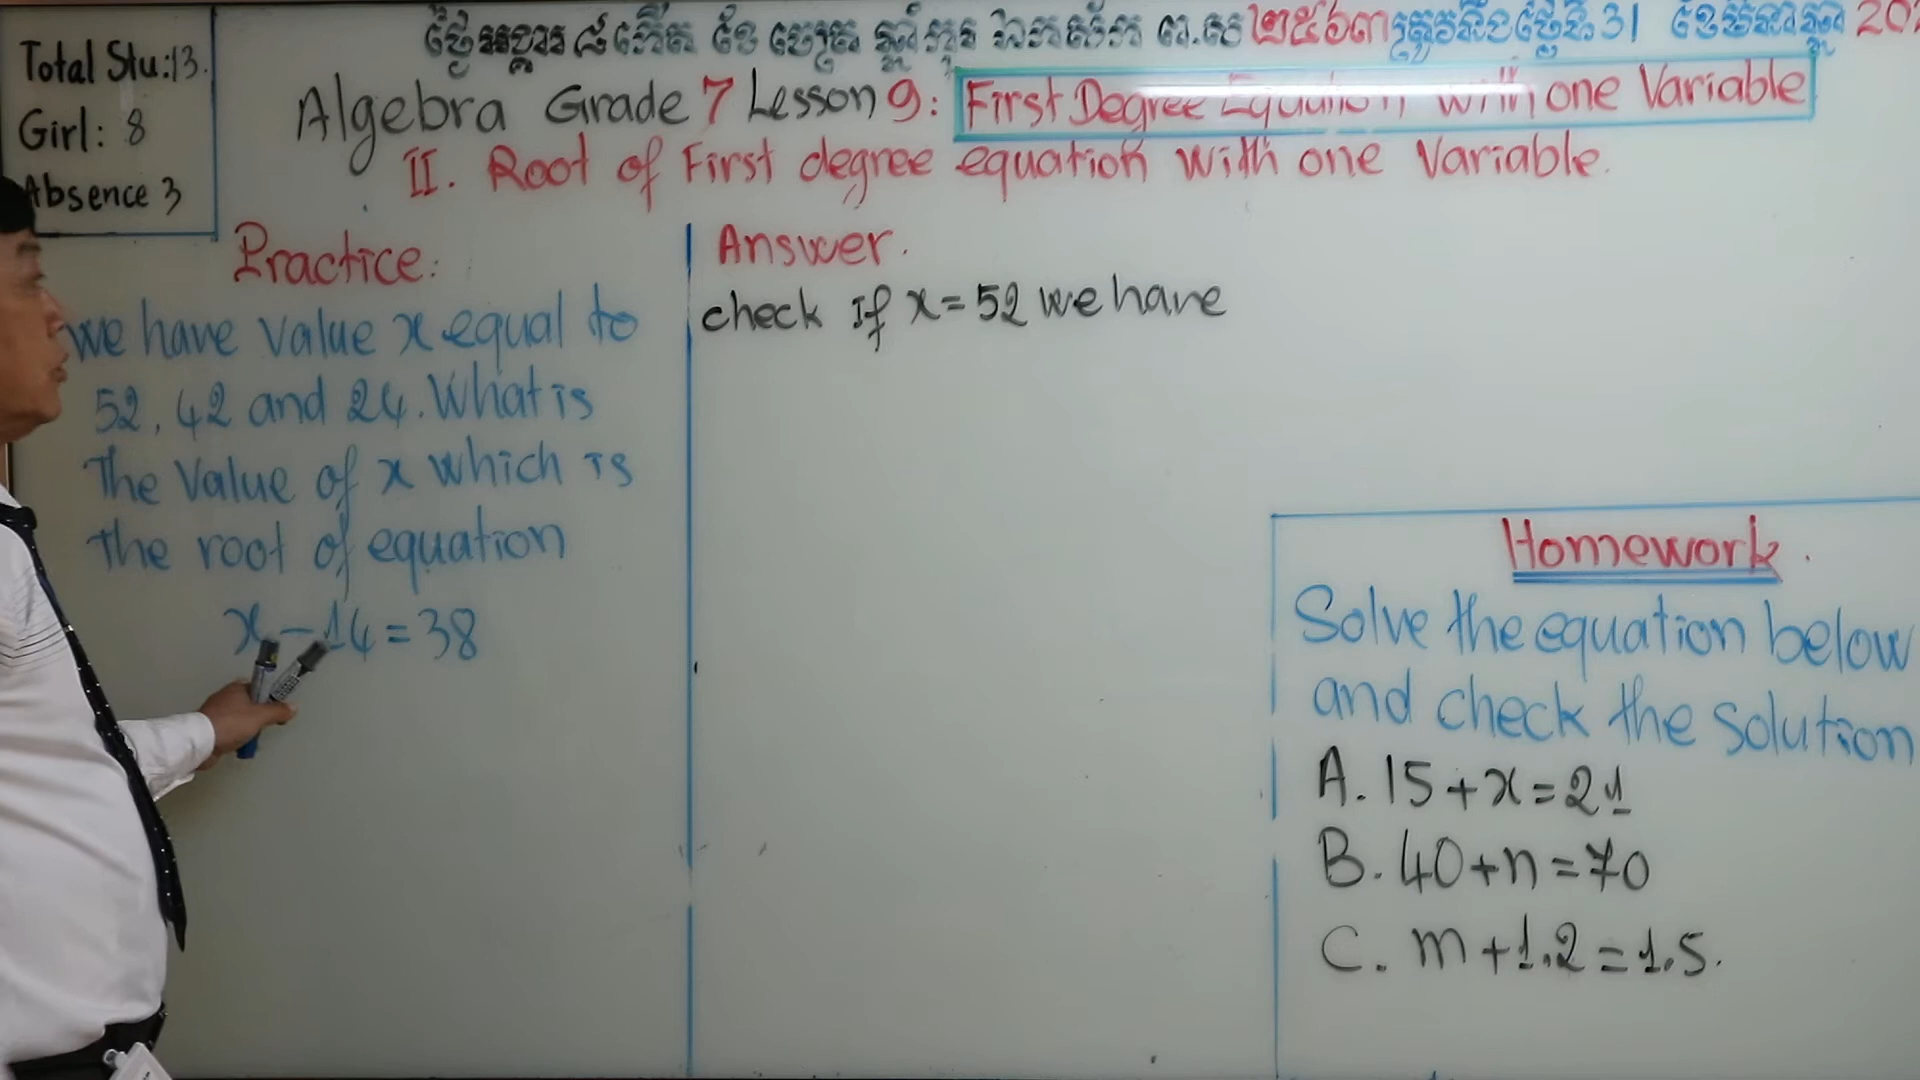 ថ្ងៃអង្គារ ៨កើត ខែ ចេត្រ ឆ្នាំកុរ ឯកស័ក ព.ស ២៥៦៣ ត្រូវនឹងថ្ងៃទី 31 ខែមីនា ឆ្នាំ
Total Stu:13.
Girl: 8
Absence 3
Algebra Grade 7 Lesson 9: First Degree Equation with one Variable
II. Root of First degree equation with one Variable.
Practice:
we have value x equal to
52, 42 and 24. What is
the value of x which is
the root of equation
x - 14 = 38
Answer.
check If x = 52 we have
Homework.
Solve the equation below
and check the solution
A. 15 + x = 21
B. 40 + n = 70
C. m + 1.2 = 1.5.